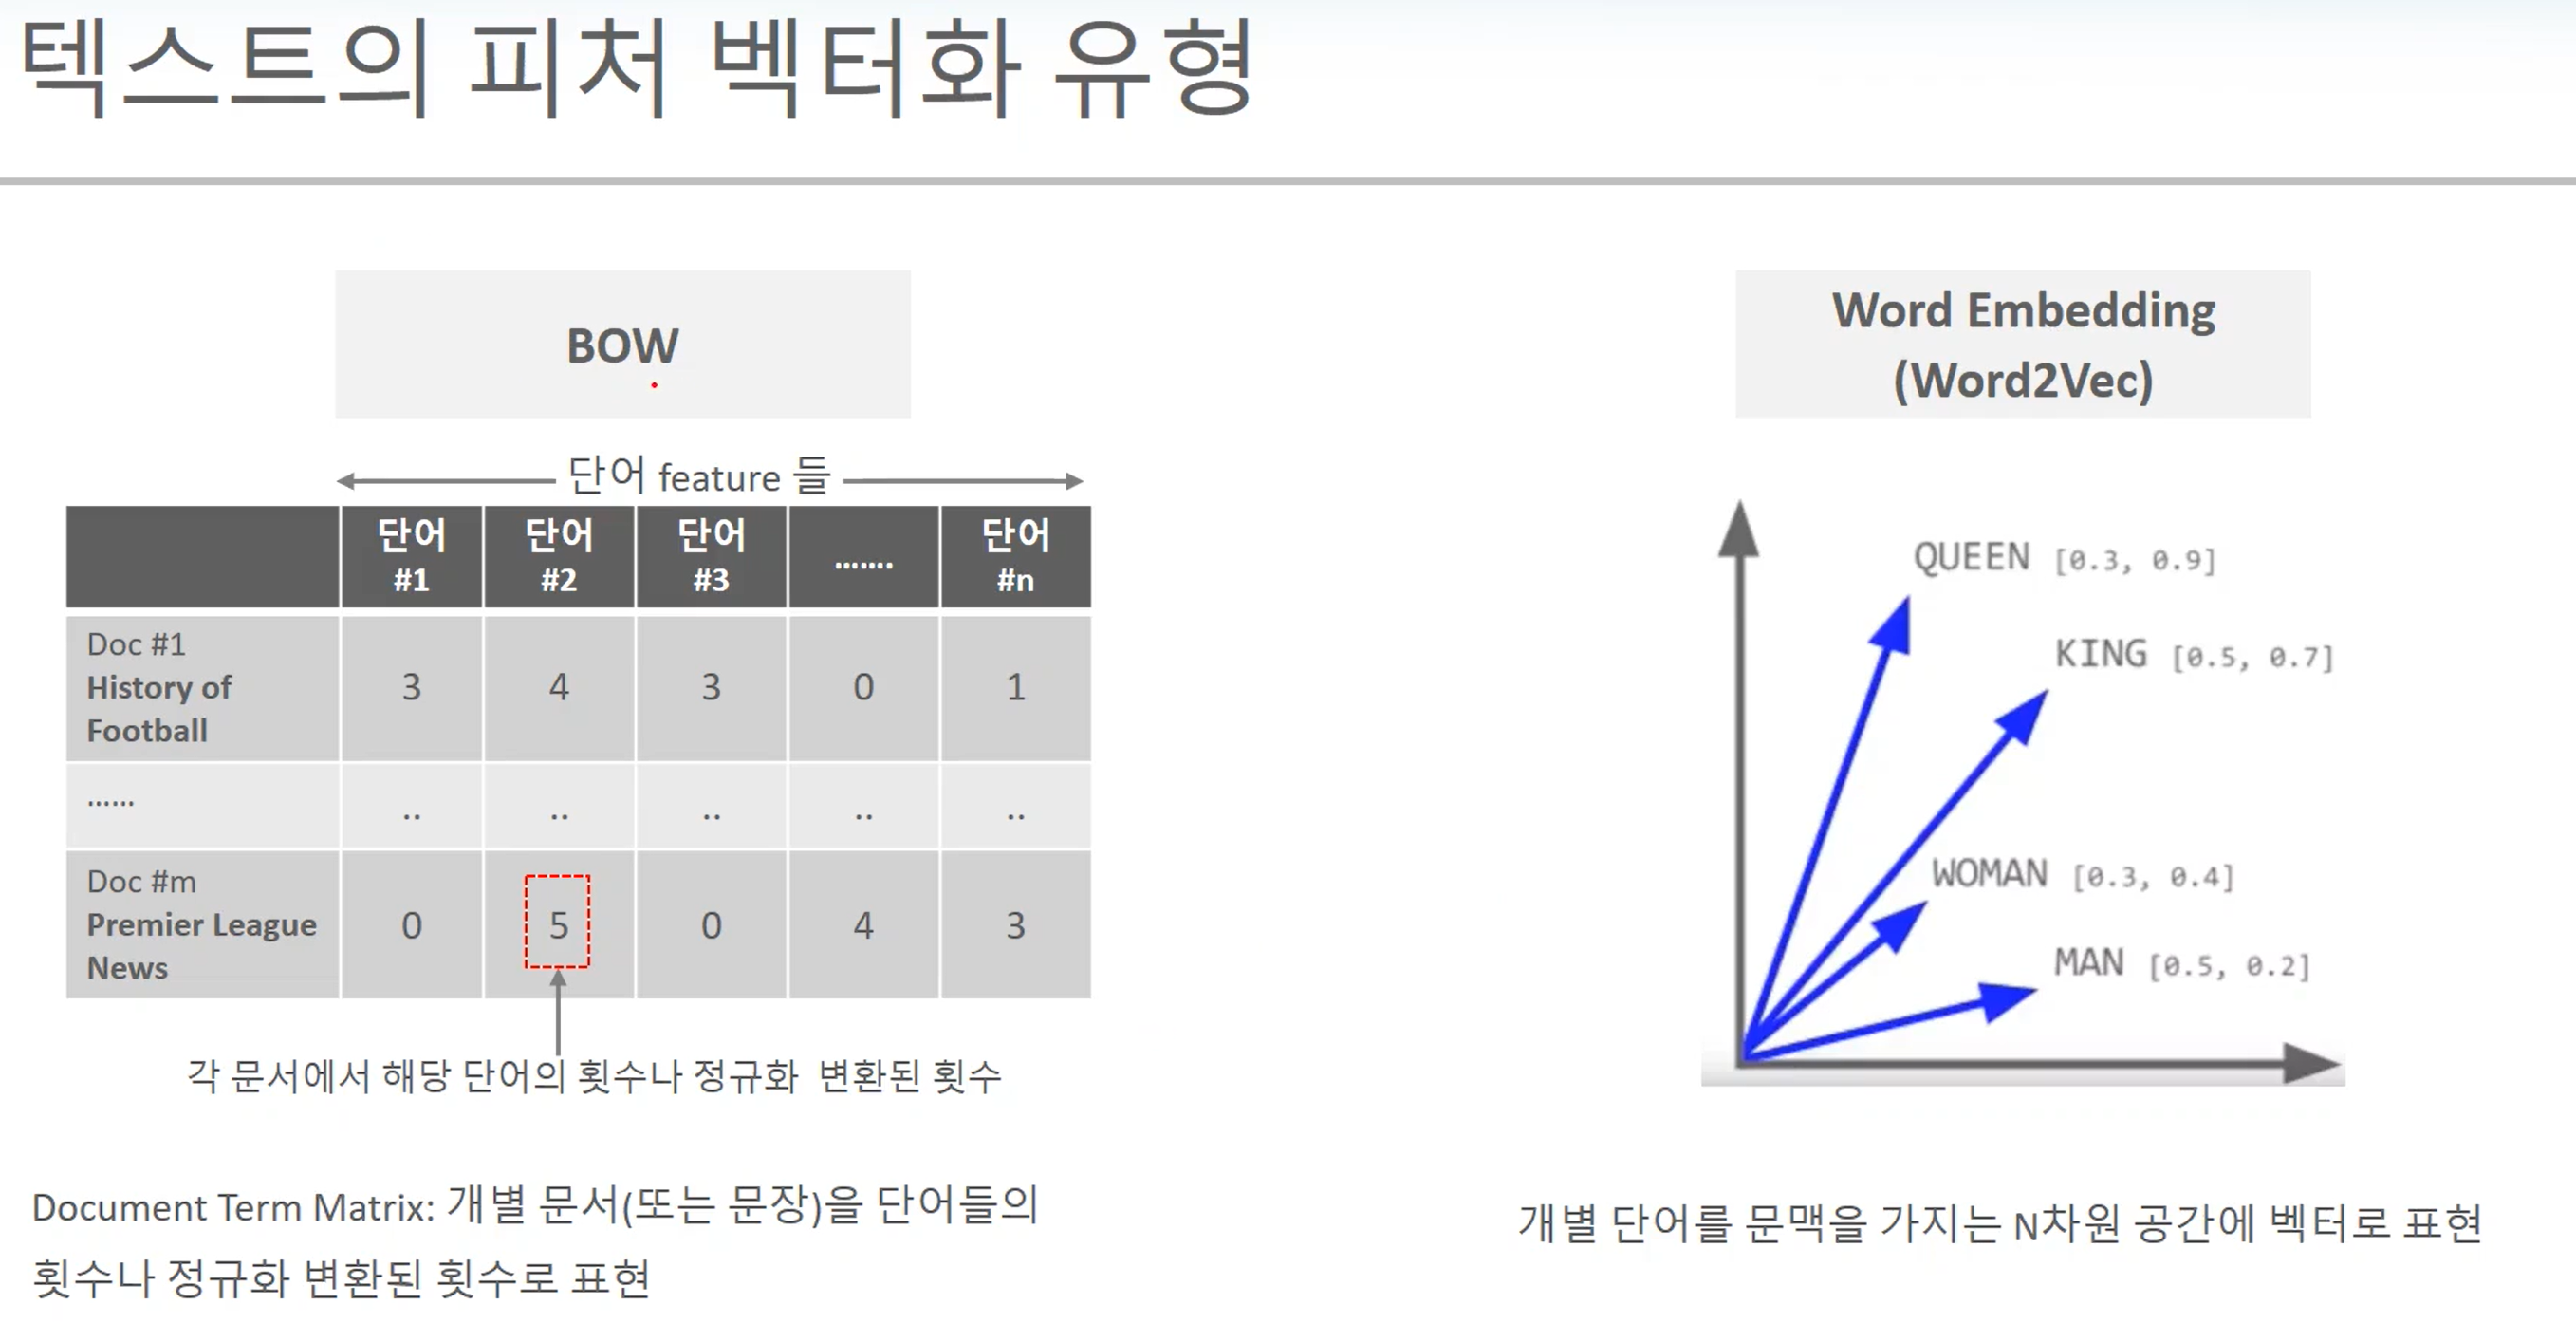 텍스트의 피처 벡터화 유형
BOW
단어 feature 들
단어 #1 단어 #2 단어 #3 ....... 단어 #n
Doc #1 History of Football 3 4 3 0 1
...... .. .. .. .. ..
Doc #m Premier League News 0 5 0 4 3
각 문서에서 해당 단어의 횟수나 정규화 변환된 횟수
Document Term Matrix: 개별 문서(또는 문장)을 단어들의
횟수나 정규화 변환된 횟수로 표현
Word Embedding
(Word2Vec)
QUEEN [0.3, 0.9]
KING [0.5, 0.7]
WOMAN [0.3, 0.4]
MAN [0.5, 0.2]
개별 단어를 문맥을 가지는 N차원 공간에 벡터로 표현